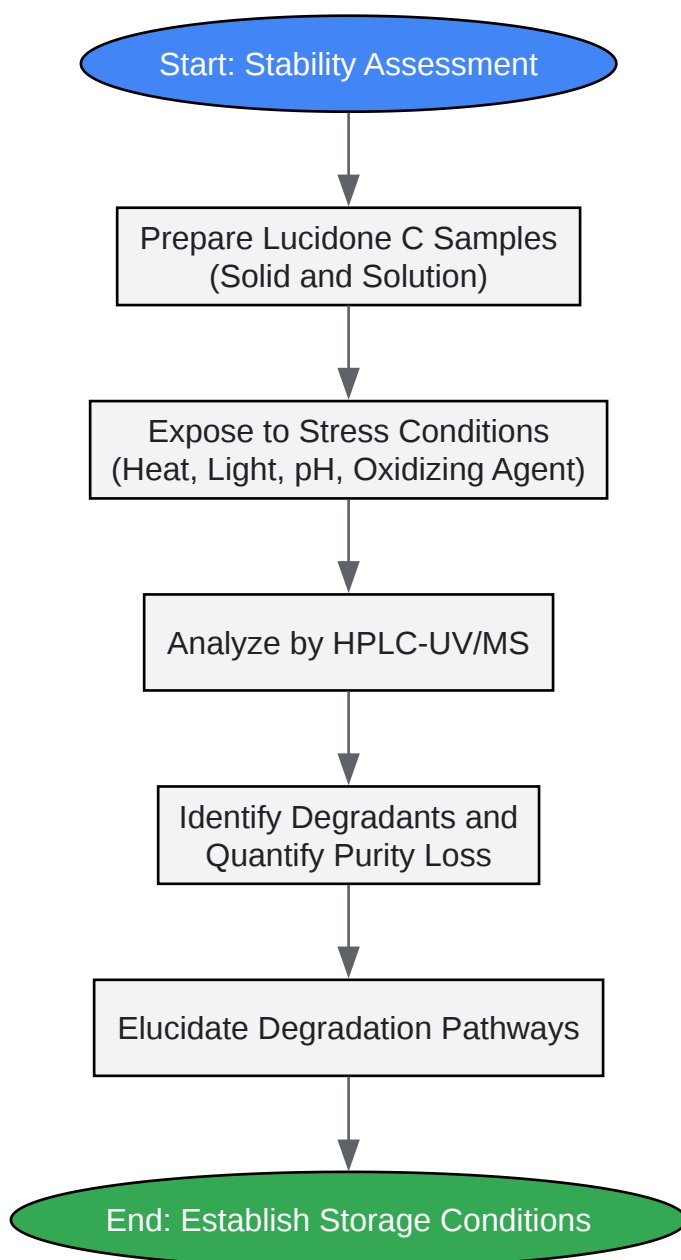 Start: Stability Assessment
Prepare Lucidone C Samples
(Solid and Solution)
Expose to Stress Conditions
(Heat, Light, pH, Oxidizing Agent)
Analyze by HPLC-UV/MS
Identify Degradants and
Quantify Purity Loss
Elucidate Degradation Pathways
End: Establish Storage Conditions